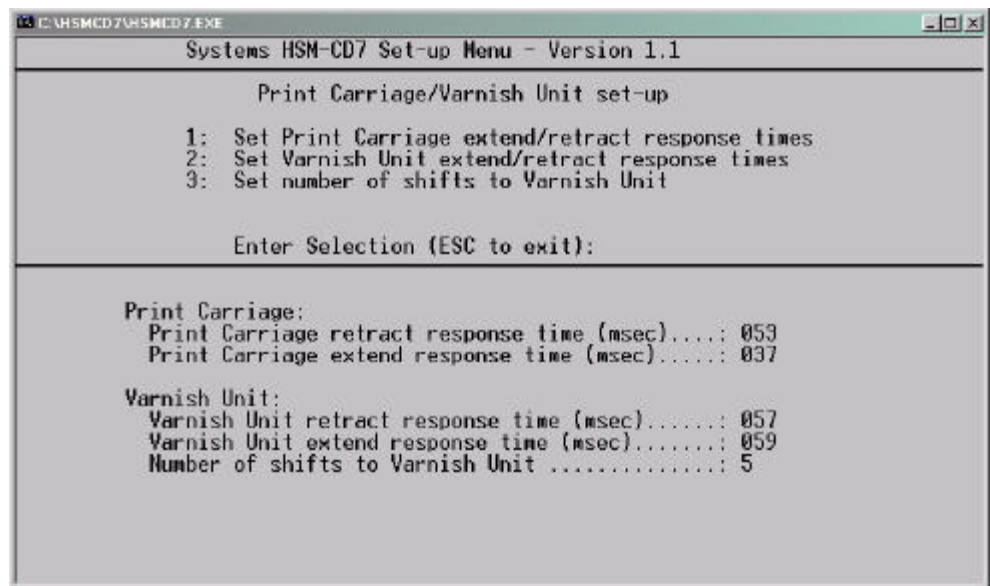 C:\HSMCD7\HSMCD7.EXE
Systems HSM-CD7 Set-up Menu - Version 1.1
Print Carriage/Varnish Unit set-up
1: Set Print Carriage extend/retract response times
2: Set Varnish Unit extend/retract response times
3: Set number of shifts to Varnish Unit
Enter Selection (ESC to exit):
Print Carriage:
Print Carriage retract response time (msec)....: 053
Print Carriage extend response time (msec).....: 037
Varnish Unit:
Varnish Unit retract response time (msec)......: 057
Varnish Unit extend response time (msec).......: 059
Number of shifts to Varnish Unit ..............: 5